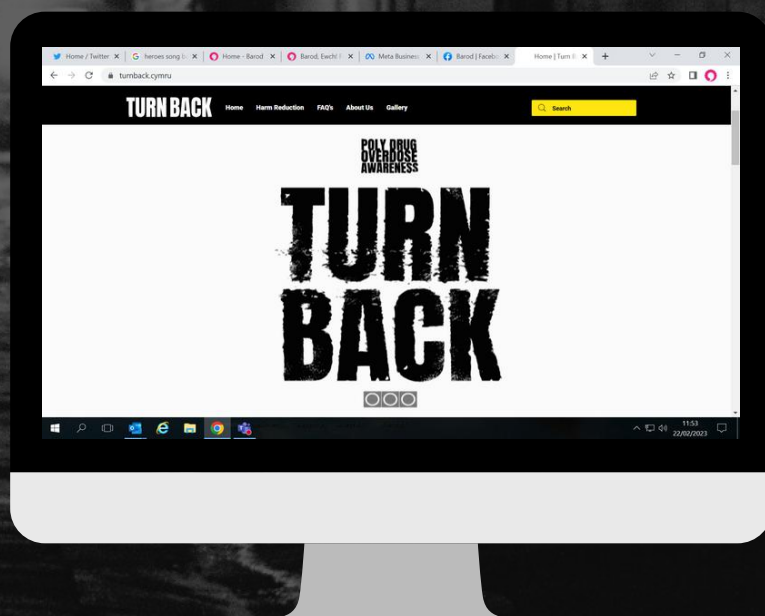 Home / Twitter
heroes song b
Home - Barod
Barod, Ewch!
Meta Business
Barod | Facebo
Home | Turn B
turnback.cymru
TURN BACK Home Harm Reduction FAQ's About Us Gallery Search
POLY DRUG
OVERDOSE
AWARENESS
TURN
BACK
11:53
22/02/2023